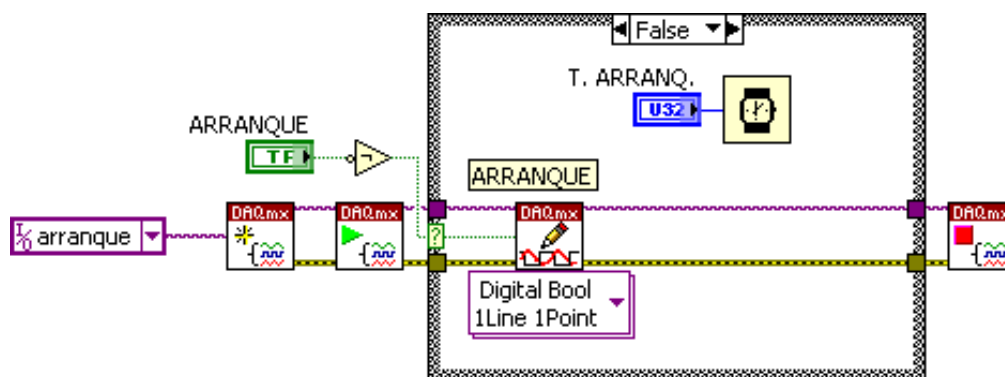 False
T. ARRANQ.
U32
ARRANQUE
TF
ARRANQUE
DAQmx DAQmx DAQmx DAQmx
I/O arranque
?
Digital Bool
1Line 1Point